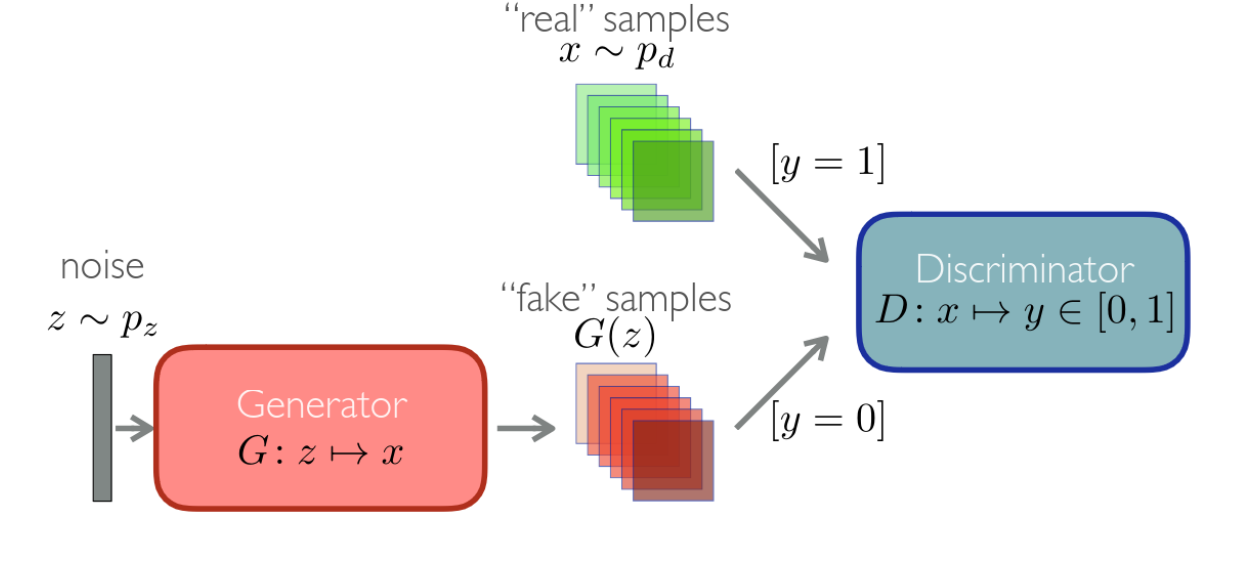 “real” samples
x ∼ p_d
[y = 1]
noise
z ∼ p_z
Generator
G: z ↦ x
“fake” samples
G(z)
[y = 0]
Discriminator
D: x ↦ y ∈ [0, 1]